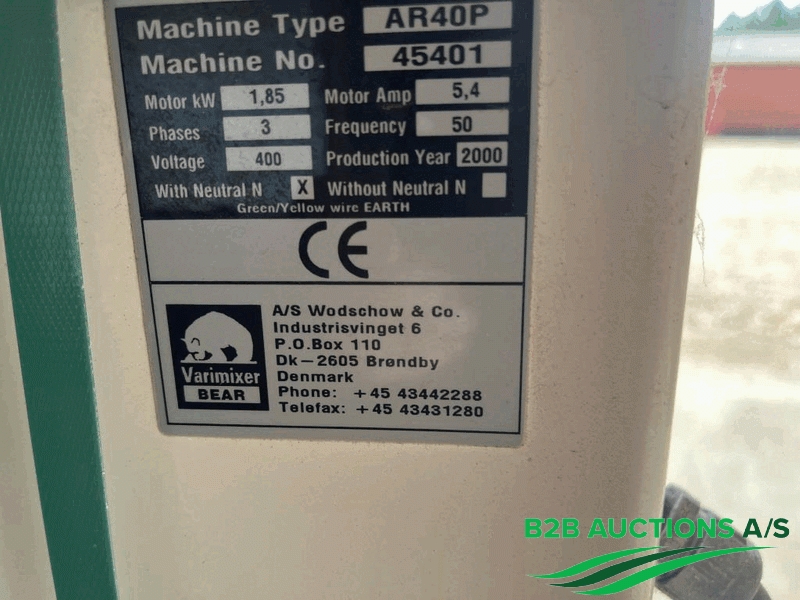 Machine Type AR40P
Machine No. 45401
Motor kW 1,85 Motor Amp 5,4
Phases 3 Frequency 50
Voltage 400 Production Year 2000
With Neutral N X Without Neutral N
Green/Yellow wire EARTH
CE
Varimixer
BEAR
A/S Wodschow & Co.
Industrisvinget 6
P.O.Box 110
Dk-2605 Brøndby
Denmark
Phone: +45 43442288
Telefax: +45 43431280
B2B AUCTIONS A/S